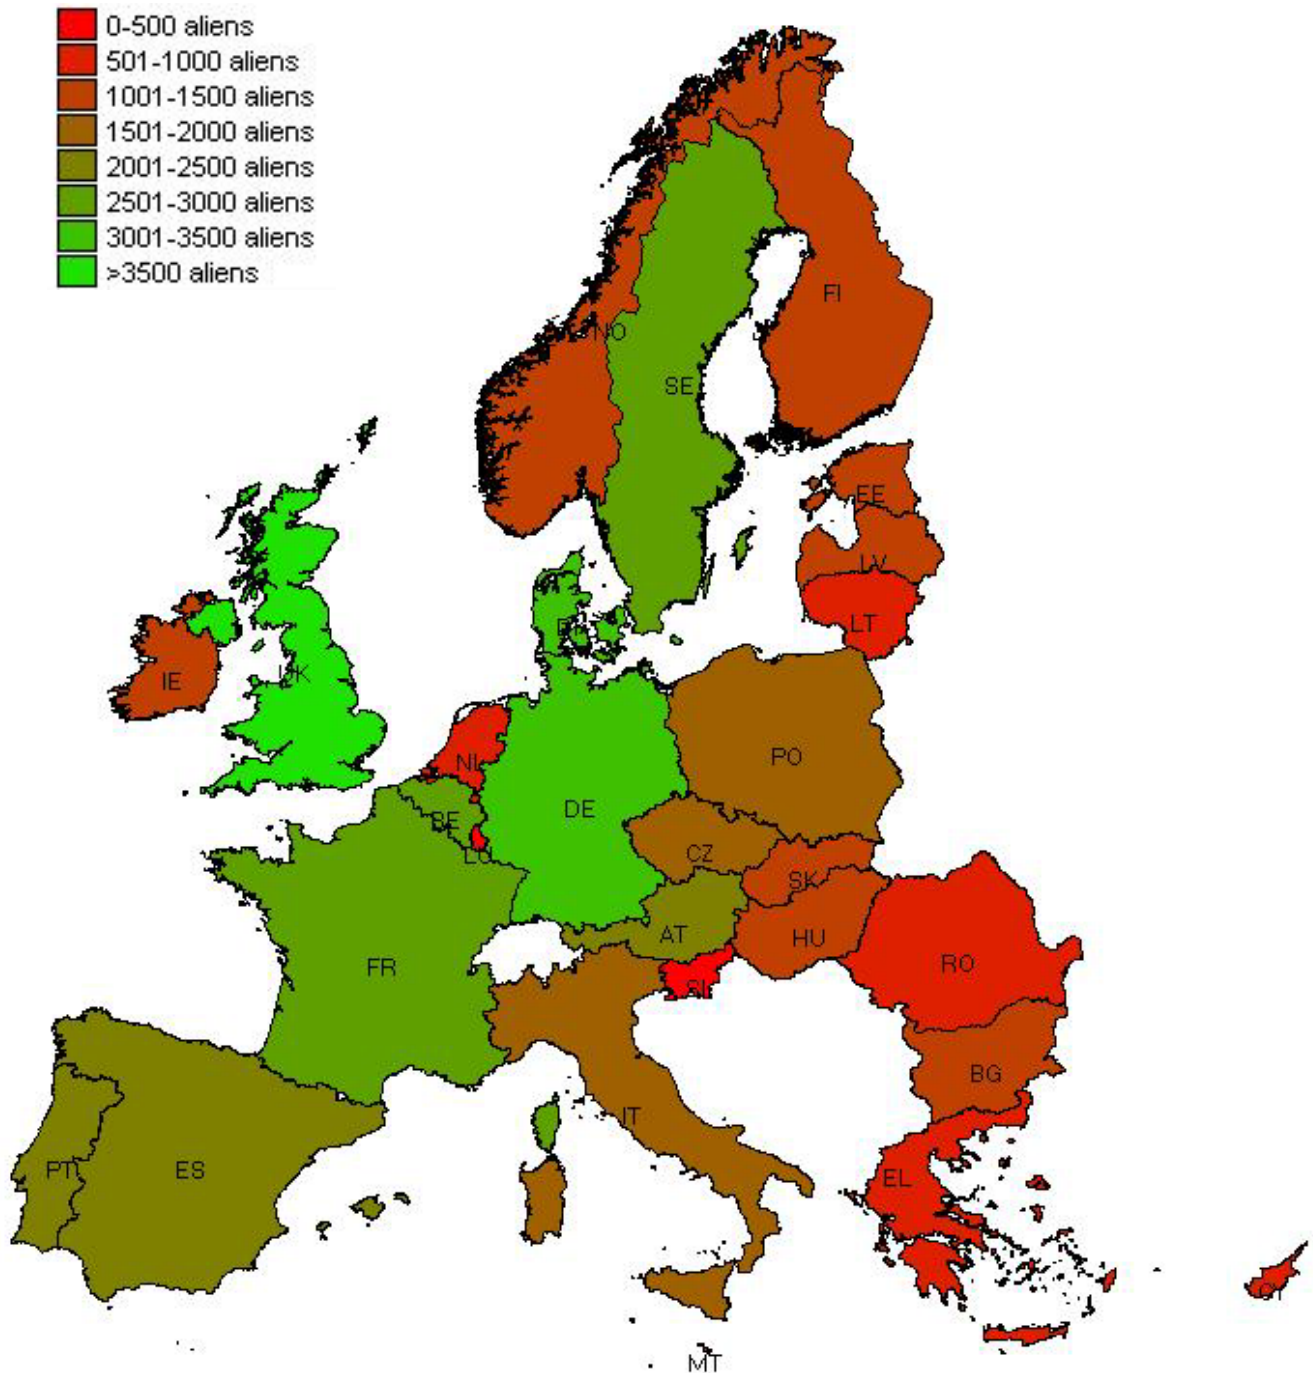 0-500 aliens
501-1000 aliens
1001-1500 aliens
1501-2000 aliens
2001-2500 aliens
2501-3000 aliens
3001-3500 aliens
>3500 aliens
FI
NO
SE
EE
LV
LT
IE
UK
NL
PO
DE
BE
CZ
SK
AT
HU
FR
RO
SI
BG
IT
PT
ES
EL
MT